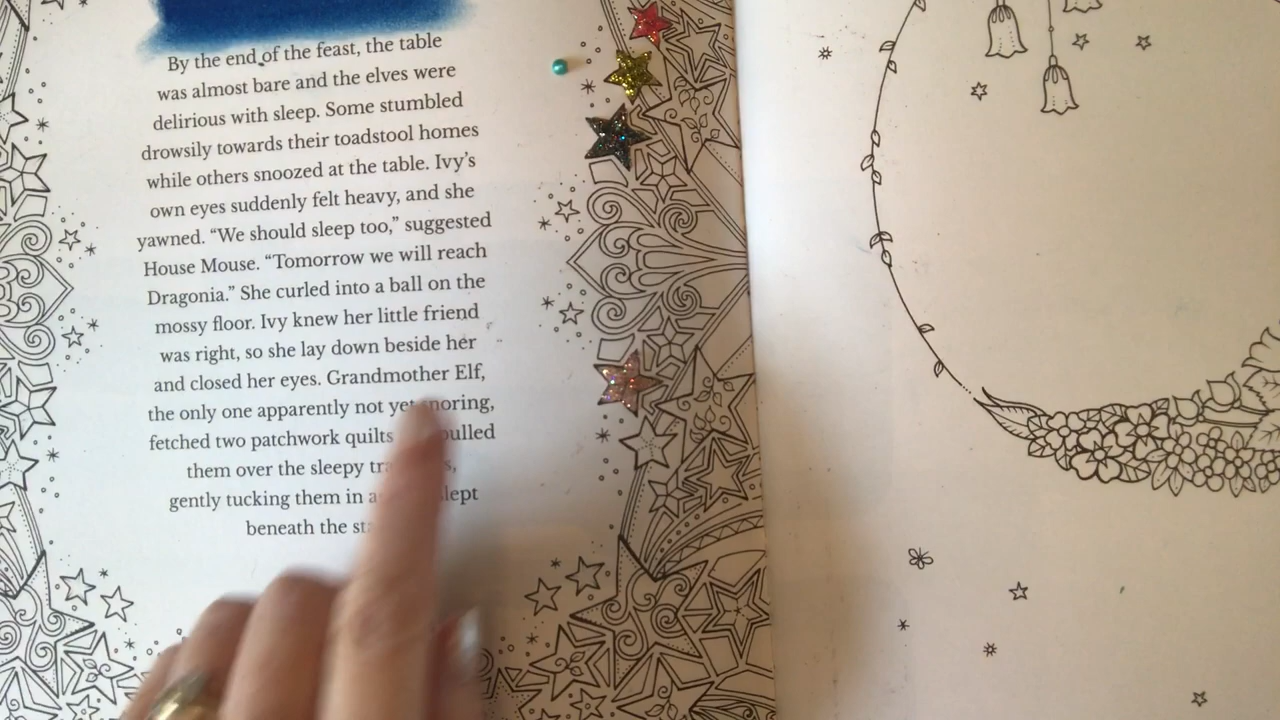 By the end of the feast, the table
was almost bare and the elves were
delirious with sleep. Some stumbled
drowsily towards their toadstool homes
while others snoozed at the table. Ivy’s
own eyes suddenly felt heavy, and she
yawned. “We should sleep too,” suggested
House Mouse. “Tomorrow we will reach
Dragonia.” She curled into a ball on the
mossy floor. Ivy knew her little friend
was right, so she lay down beside her
and closed her eyes. Grandmother Elf,
the only one apparently not yet snoring,
fetched two patchwork quilts pulled
them over the sleepy
gently tucking them in
beneath the